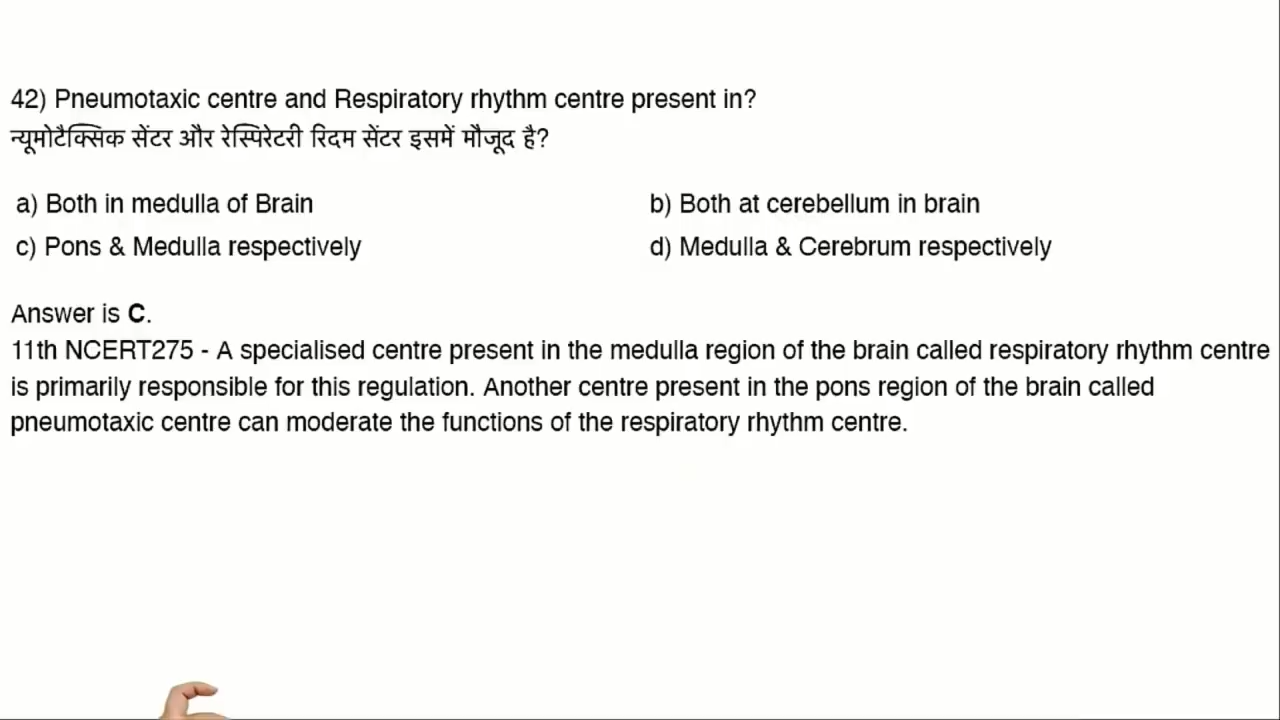 42) Pneumotaxic centre and Respiratory rhythm centre present in?
न्यूमोटैक्सिक सेंटर और रेस्पिरेटरी रिदम सेंटर इसमें मौजूद है?
a) Both in medulla of Brain
b) Both at cerebellum in brain
c) Pons & Medulla respectively
d) Medulla & Cerebrum respectively
Answer is C.
11th NCERT275 - A specialised centre present in the medulla region of the brain called respiratory rhythm centre
is primarily responsible for this regulation. Another centre present in the pons region of the brain called
pneumotaxic centre can moderate the functions of the respiratory rhythm centre.